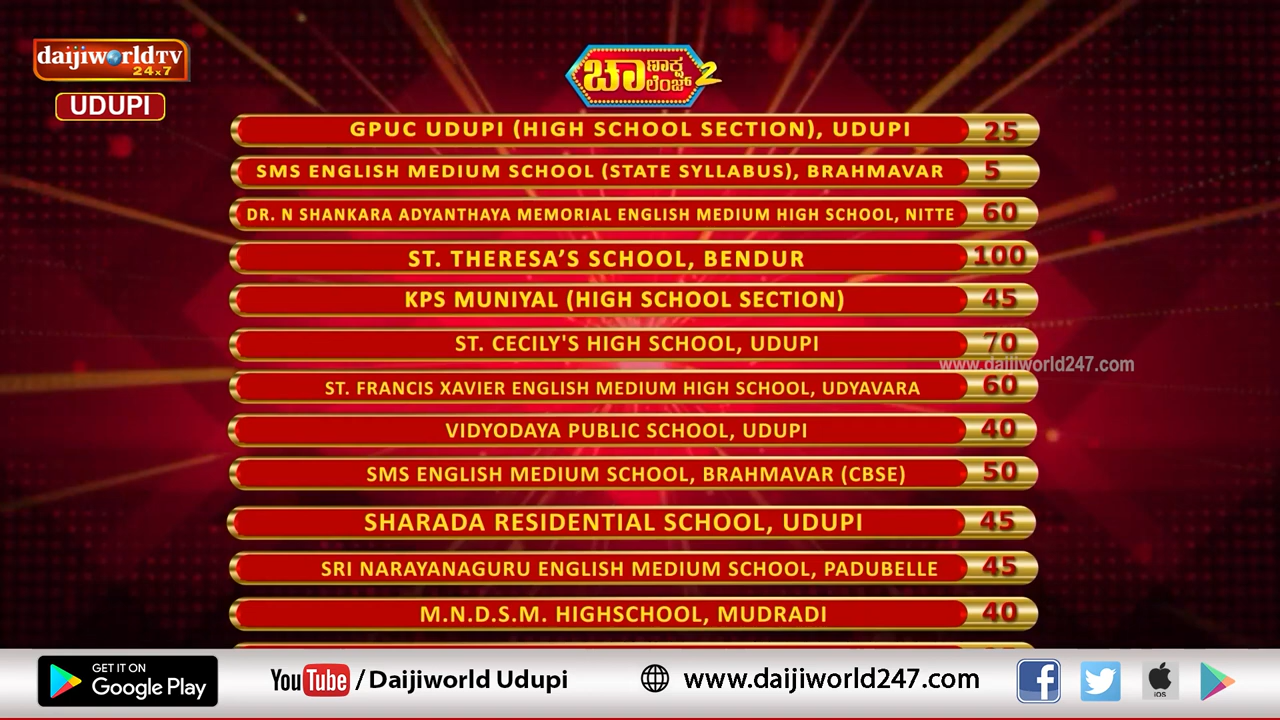 daijiworldTV
24x7
UDUPI
ಚಾಣಾಕ್ಷ
ಚಾಲೆಂಜ್ 2
GPUC UDUPI (HIGH SCHOOL SECTION), UDUPI 25
SMS ENGLISH MEDIUM SCHOOL (STATE SYLLABUS), BRAHMAVAR 5
DR. N SHANKARA ADYANTHAYA MEMORIAL ENGLISH MEDIUM HIGH SCHOOL, NITTE 60
ST. THERESA’S SCHOOL, BENDUR 100
KPS MUNIYAL (HIGH SCHOOL SECTION) 45
ST. CECILY'S HIGH SCHOOL, UDUPI 70
www.daijiworld247.com
ST. FRANCIS XAVIER ENGLISH MEDIUM HIGH SCHOOL, UDYAVARA 60
VIDYODAYA PUBLIC SCHOOL, UDUPI 40
SMS ENGLISH MEDIUM SCHOOL, BRAHMAVAR (CBSE) 50
SHARADA RESIDENTIAL SCHOOL, UDUPI 45
SRI NARAYANAGURU ENGLISH MEDIUM SCHOOL, PADUBELLE 45
M.N.D.S.M. HIGHSCHOOL, MUDRADI 40
GET IT ON
Google Play
YouTube /Daijiworld Udupi
www.daijiworld247.com
f
iOS